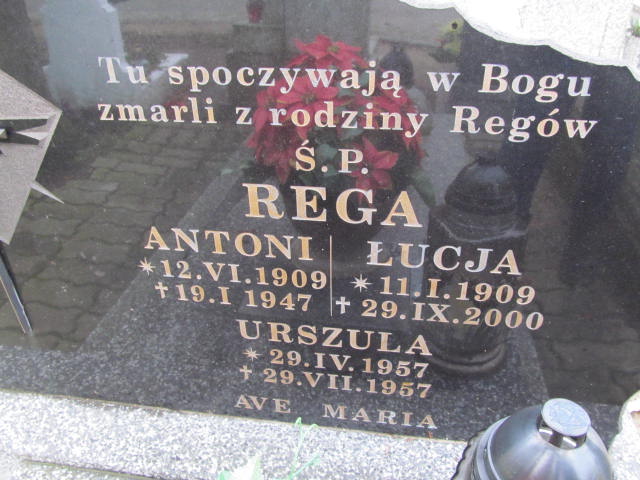 Tu spoczywają w Bogu
zmarli z rodziny Regów
Ś.P.
REGA
ANTONI | ŁUCJA
* 12.VI.1909 | * 11.I.1909
† 19.I 1947 | † 29.IX.2000
URSZULA
* 29.IV.1957
† 29.VII.1957
AVE MARIA